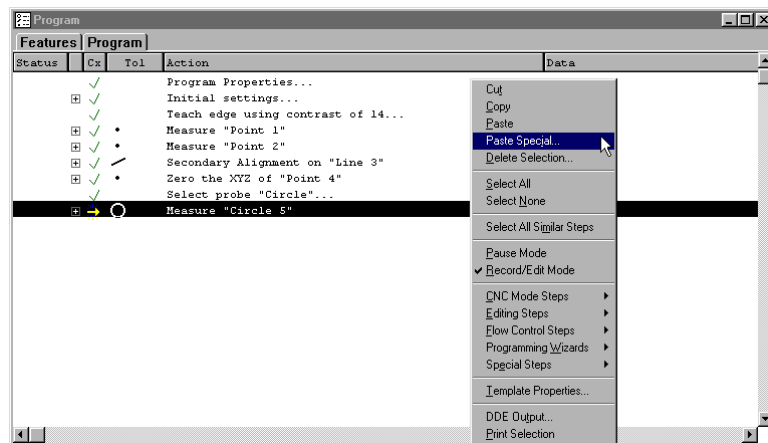 Program
Features Program
Status Cx Tol Action Data
Program Properties...
Initial settings...
Teach edge using contrast of 14...
Measure "Point 1"
Measure "Point 2"
Secondary Alignment on "Line 3"
Zero the XYZ of "Point 4"
Select probe "Circle"...
Measure "Circle 5"
Cut
Copy
Paste
Paste Special...
Delete Selection...
Select All
Select None
Select All Similar Steps
Pause Mode
Record/Edit Mode
CNC Mode Steps
Editing Steps
Flow Control Steps
Programming Wizards
Special Steps
Template Properties...
DDE Output...
Print Selection